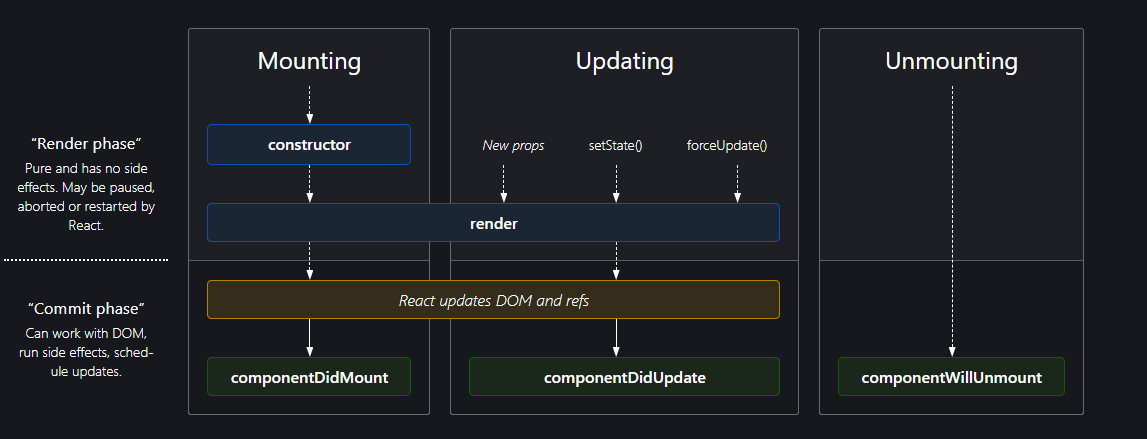 Mounting
Updating
Unmounting
“Render phase”
Pure and has no side
effects. May be paused,
aborted or restarted by
React.
constructor
New props
setState()
forceUpdate()
render
“Commit phase”
Can work with DOM,
run side effects, sched-
ule updates.
React updates DOM and refs
componentDidMount
componentDidUpdate
componentWillUnmount